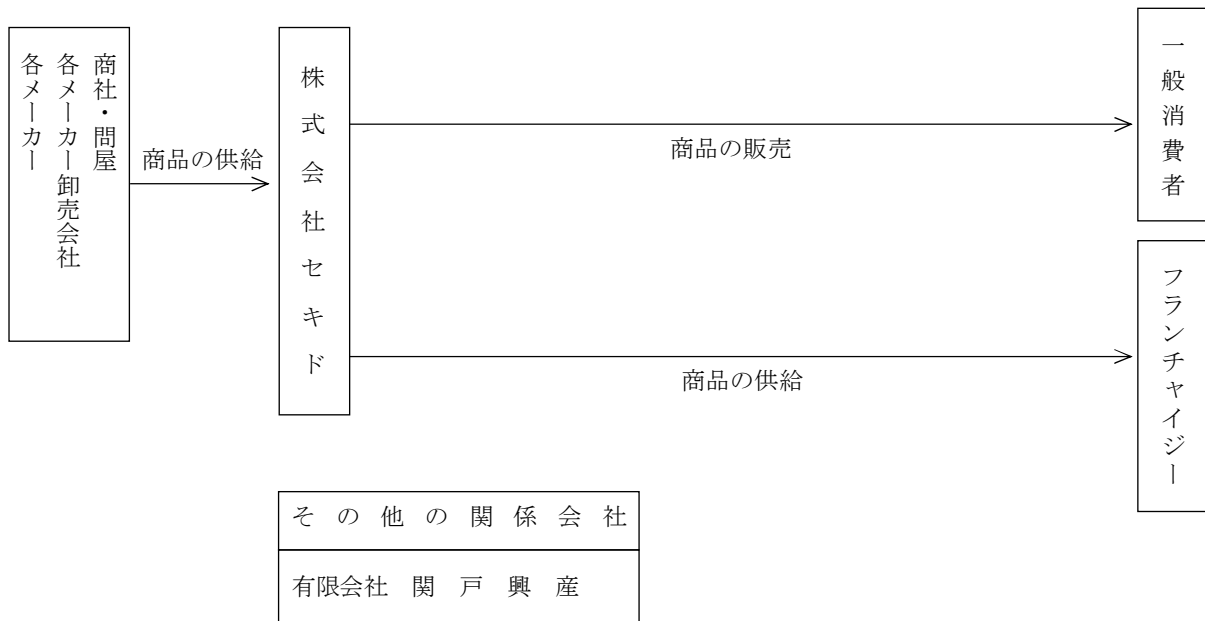 商社・問屋
各メーカー卸売会社
各メーカー
商品の供給
株式会社セキド
商品の販売
商品の供給
一般消費者
フランチャイジー
その他の関係会社
有限会社 関戸興産